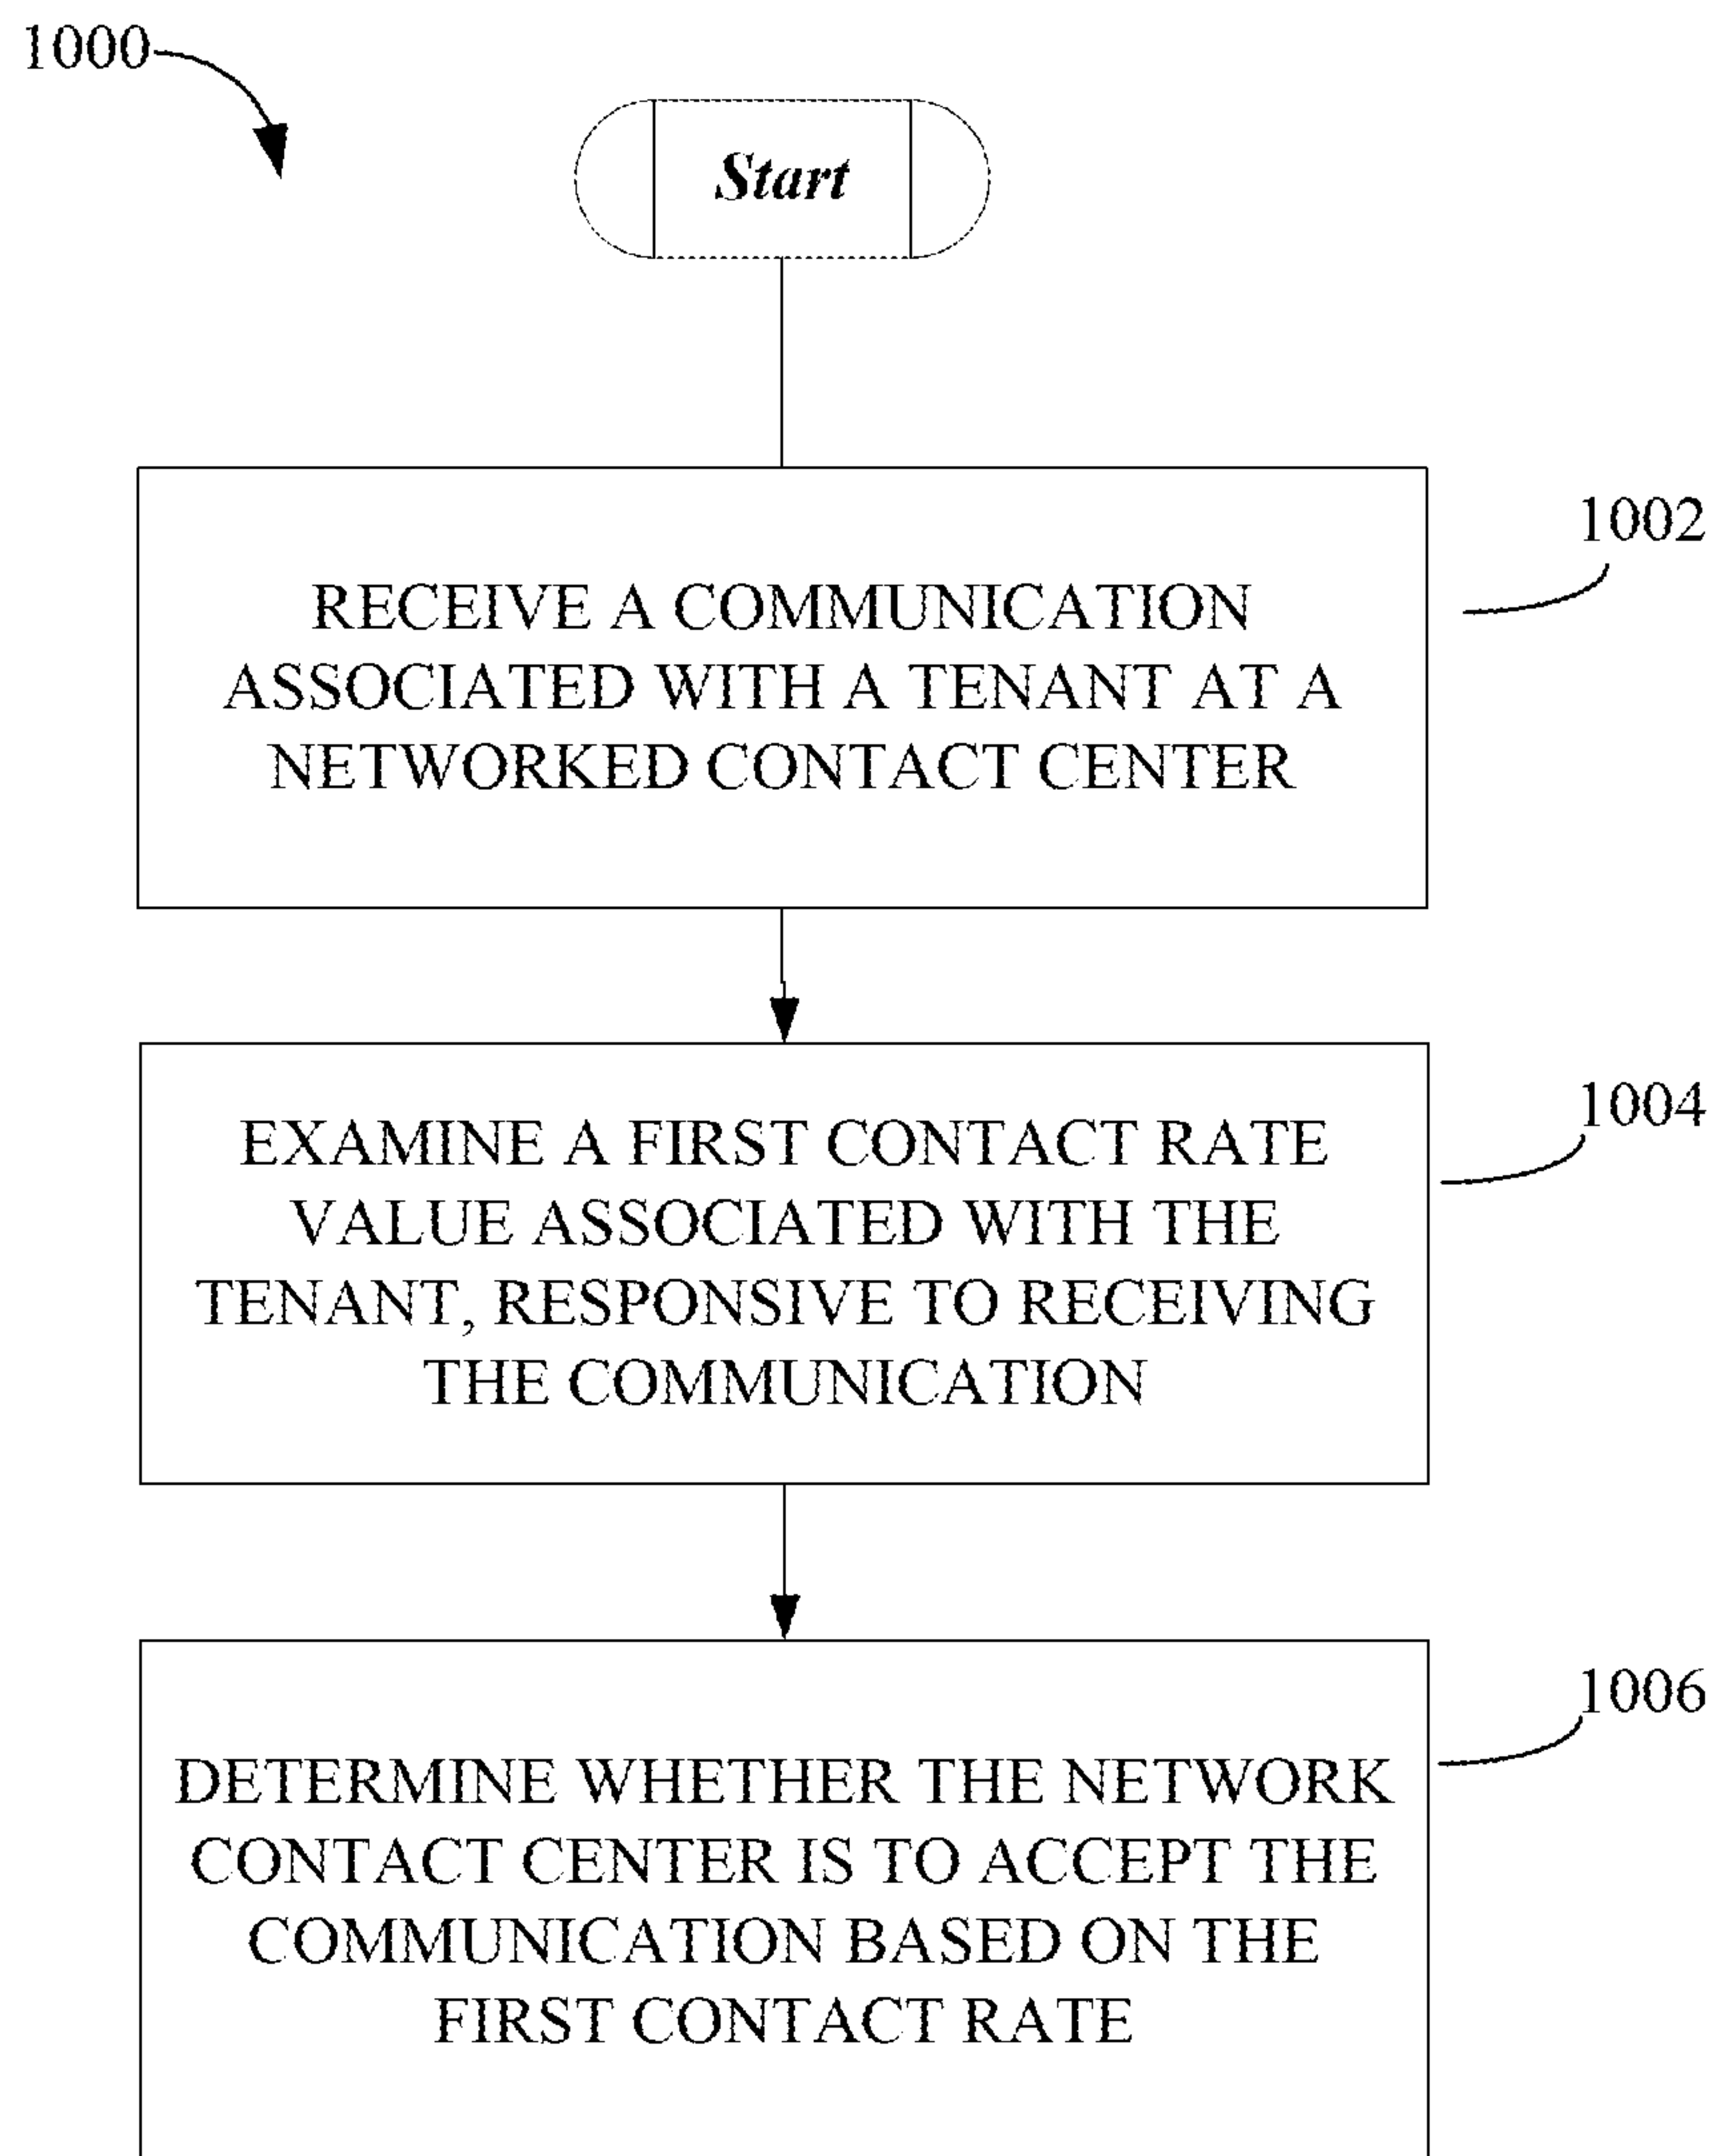 1000
Start
1002
RECEIVE A COMMUNICATION
ASSOCIATED WITH A TENANT AT A
NETWORKED CONTACT CENTER
1004
EXAMINE A FIRST CONTACT RATE
VALUE ASSOCIATED WITH THE
TENANT, RESPONSIVE TO RECEIVING
THE COMMUNICATION
1006
DETERMINE WHETHER THE NETWORK
CONTACT CENTER IS TO ACCEPT THE
COMMUNICATION BASED ON THE
FIRST CONTACT RATE